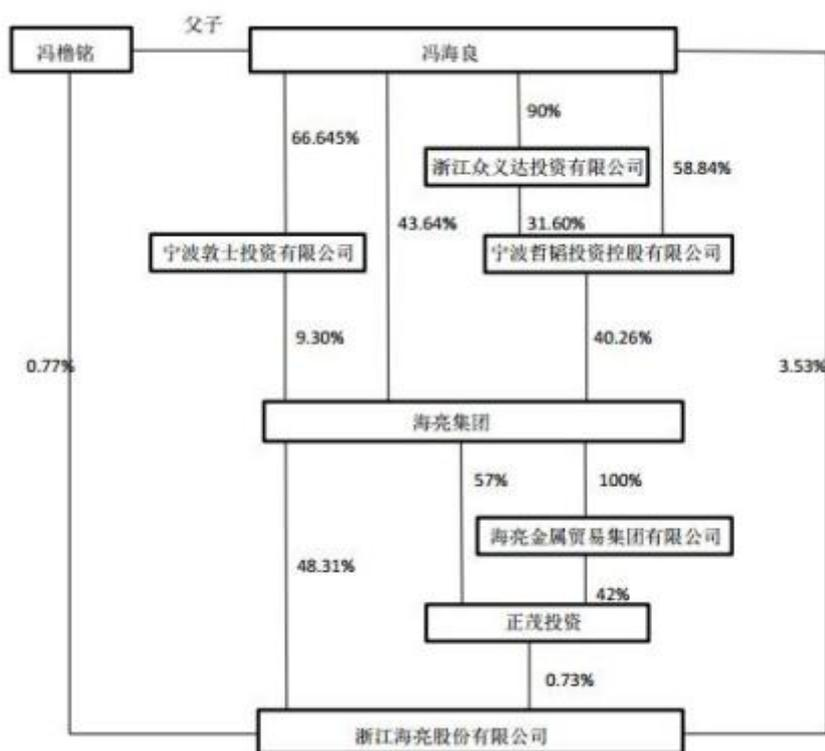 父子
冯橹铭
冯海良
90%
66.645%
浙江众义达投资有限公司
58.84%
43.64%
31.60%
宁波敦士投资有限公司
宁波哲韬投资控股有限公司
9.30%
40.26%
0.77%
3.53%
海亮集团
57%
100%
海亮金属贸易集团有限公司
48.31%
42%
正茂投资
0.73%
浙江海亮股份有限公司